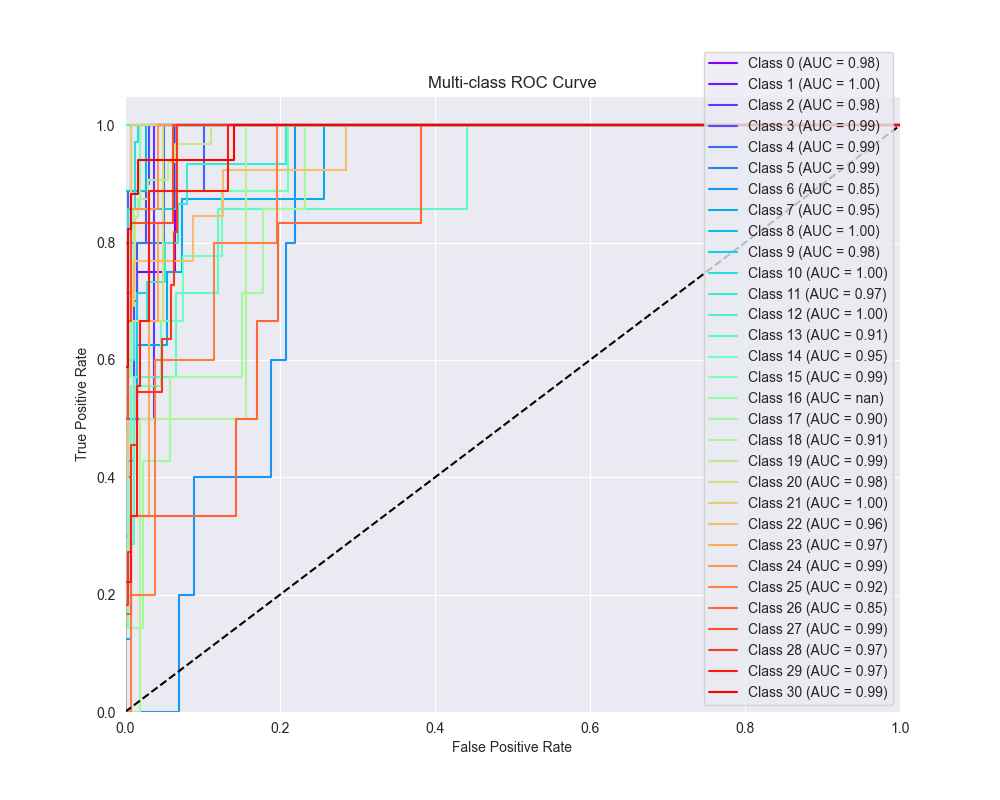 Multi-class ROC Curve
Class 0 (AUC = 0.98)
Class 1 (AUC = 1.00)
Class 2 (AUC = 0.98)
Class 3 (AUC = 0.99)
Class 4 (AUC = 0.99)
Class 5 (AUC = 0.99)
Class 6 (AUC = 0.85)
Class 7 (AUC = 0.95)
Class 8 (AUC = 1.00)
Class 9 (AUC = 0.98)
Class 10 (AUC = 1.00)
Class 11 (AUC = 0.97)
Class 12 (AUC = 1.00)
Class 13 (AUC = 0.91)
Class 14 (AUC = 0.95)
Class 15 (AUC = 0.99)
Class 16 (AUC = nan)
Class 17 (AUC = 0.90)
Class 18 (AUC = 0.91)
Class 19 (AUC = 0.99)
Class 20 (AUC = 0.98)
Class 21 (AUC = 1.00)
Class 22 (AUC = 0.96)
Class 23 (AUC = 0.97)
Class 24 (AUC = 0.99)
Class 25 (AUC = 0.92)
Class 26 (AUC = 0.85)
Class 27 (AUC = 0.99)
Class 28 (AUC = 0.97)
Class 29 (AUC = 0.97)
Class 30 (AUC = 0.99)
True Positive Rate
1.0
0.8
0.6
0.4
0.2
0.0
0.0 0.2 0.4 0.6 0.8 1.0
False Positive Rate